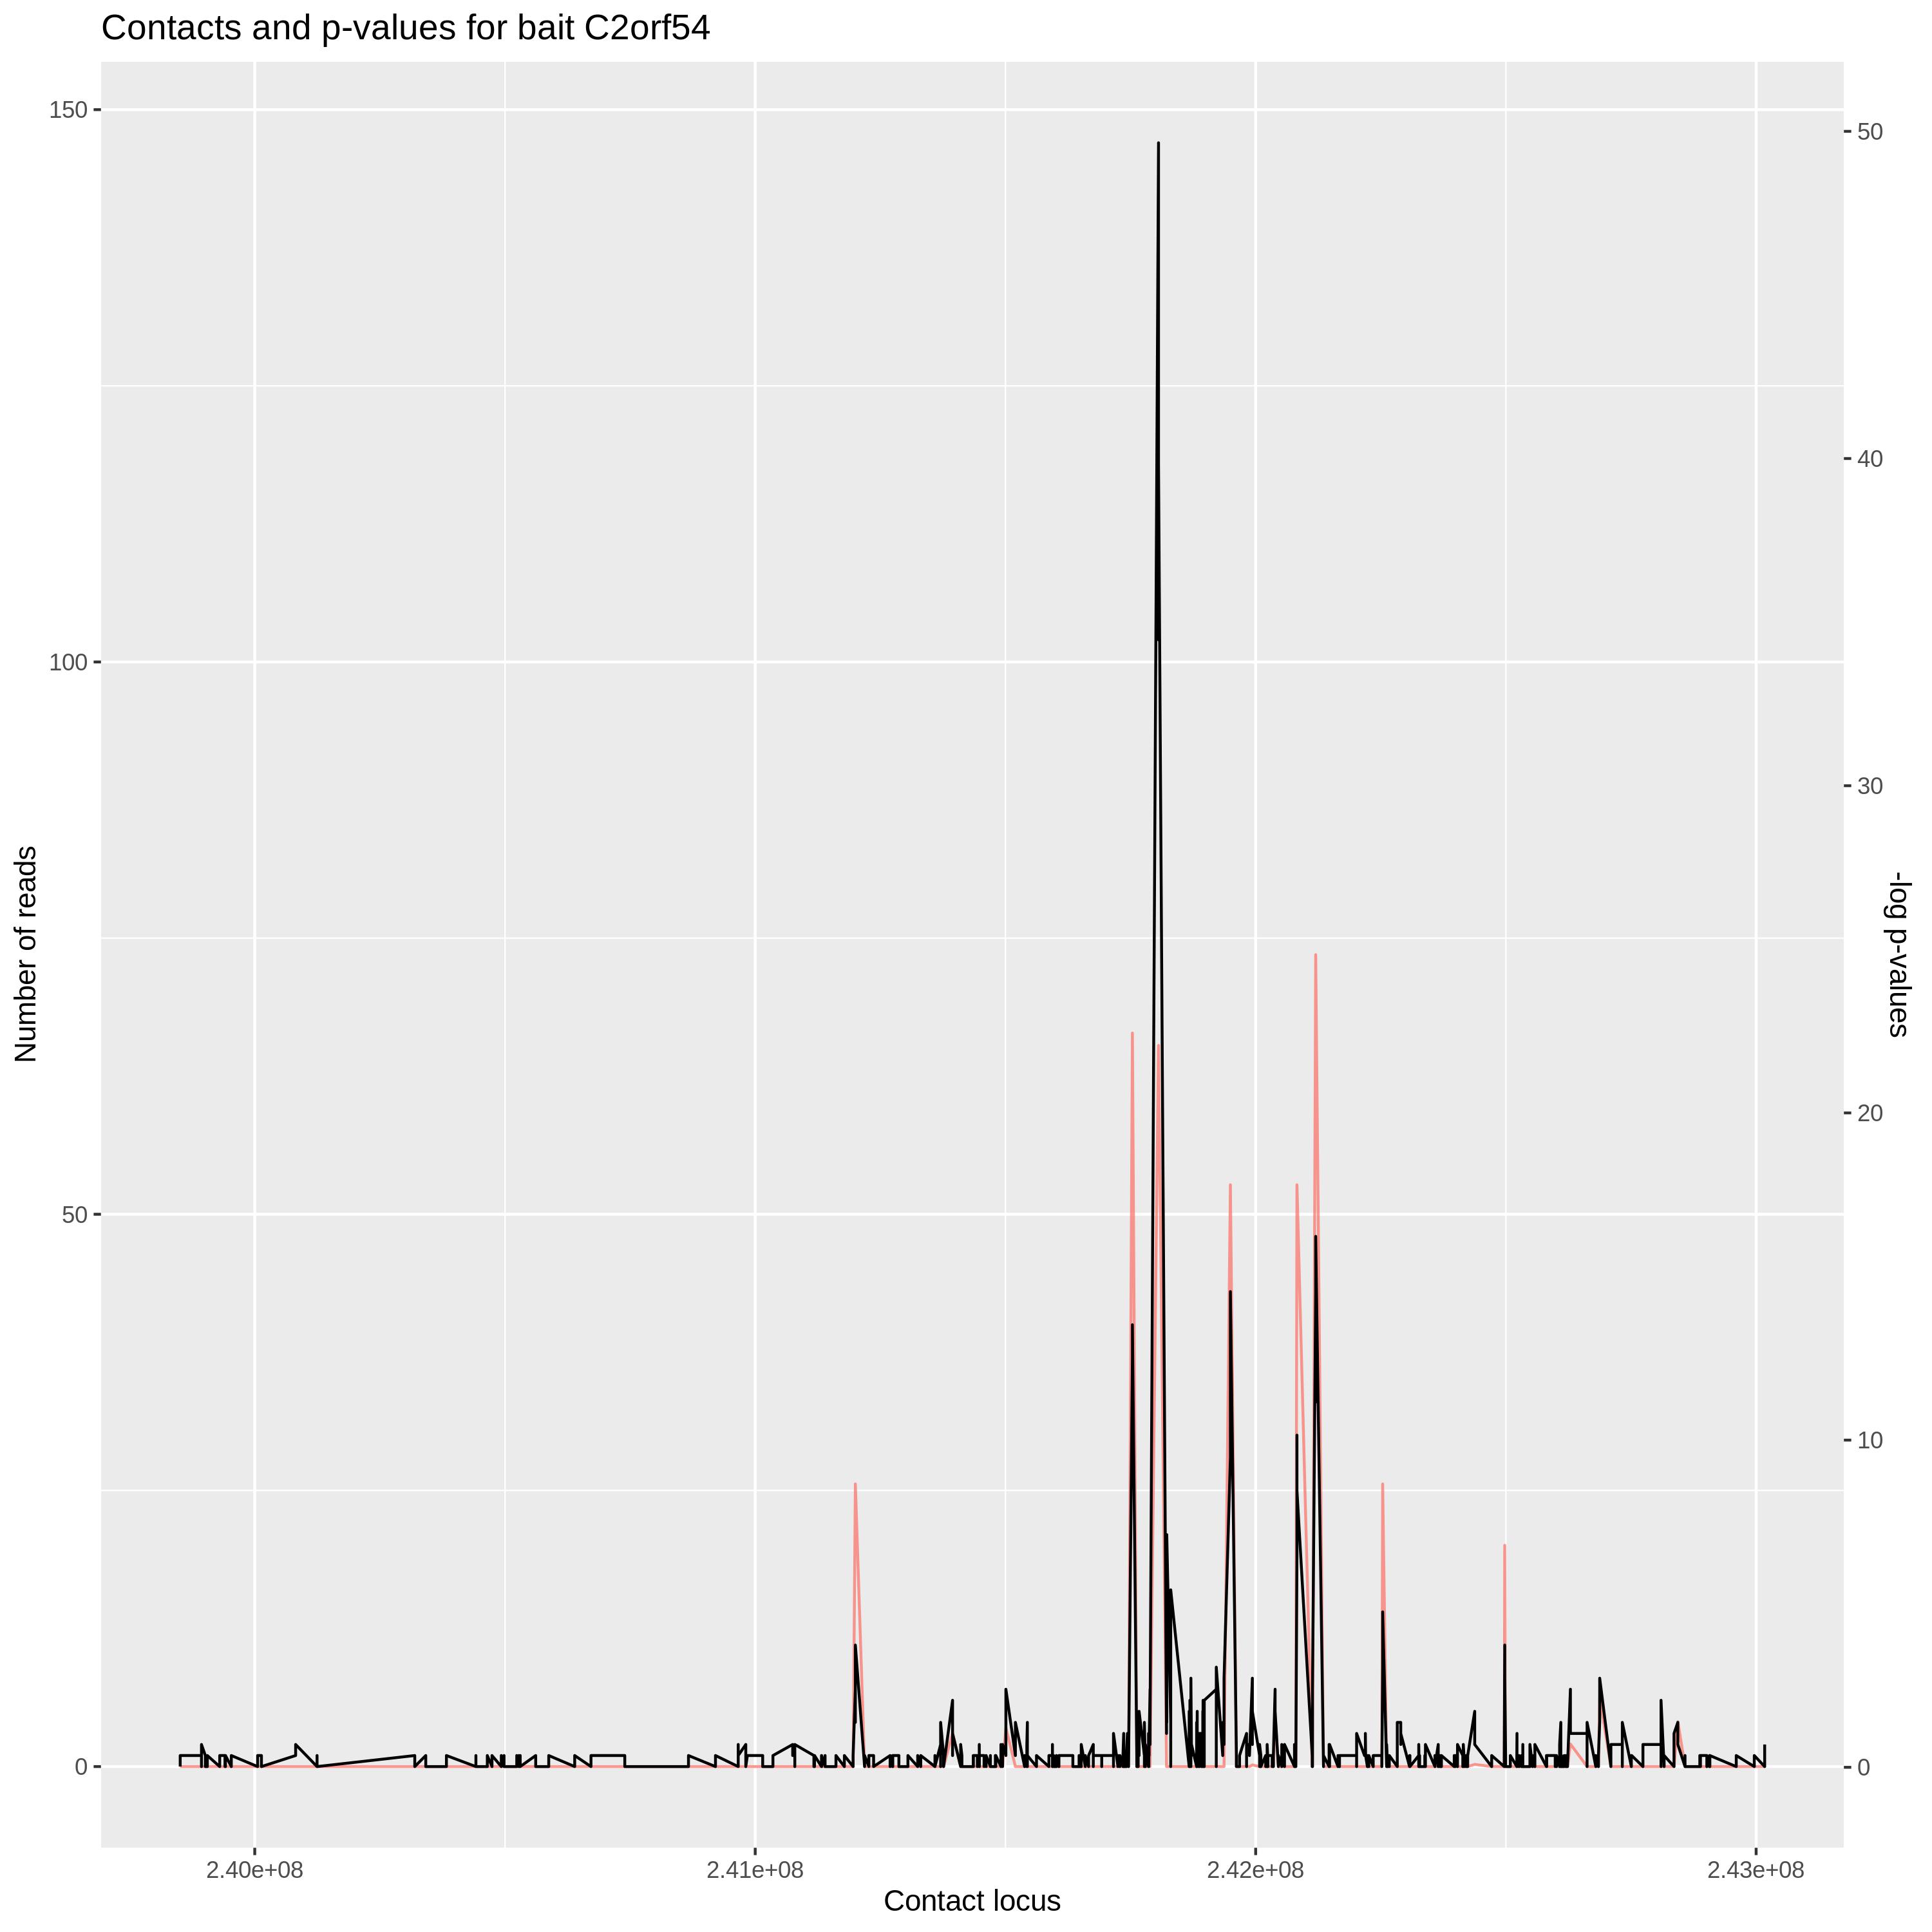 Contacts and p-values for bait C2orf54
150
100
50
0
Number of reads
50
40
30
20
10
0
-log p-values
2.40e+08 2.41e+08 2.42e+08 2.43e+08
Contact locus